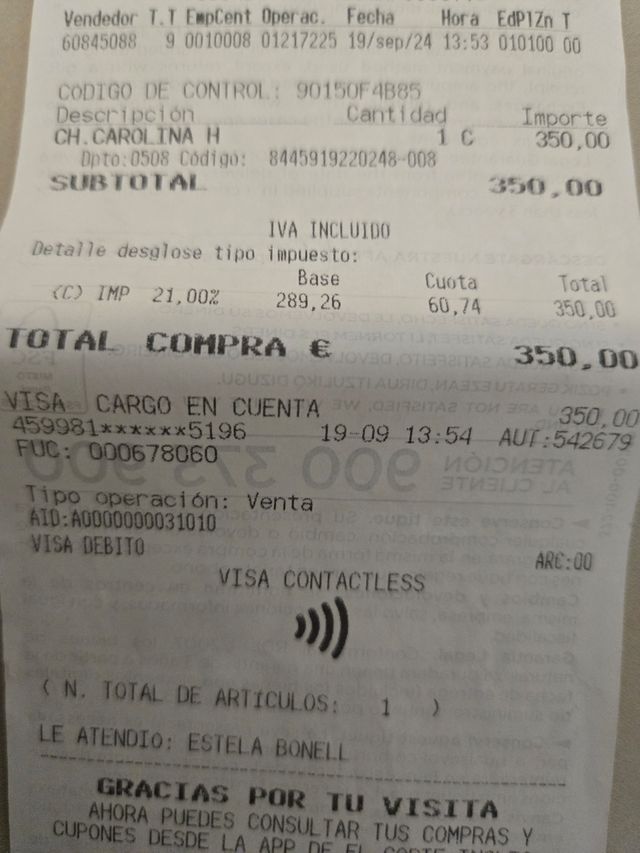 Vendedor T.T EmpCent Operac. Fecha Hora EdPlZn T
60845088 9 0010008 01217225 19/sep/24 13:53 010100 00
CODIGO DE CONTROL: 90150F4B85
Descripción Cantidad Importe
CH.CAROLINA H 1 C 350,00
Dpto:0508 Código: 8445919220248-008
SUBTOTAL 350,00
IVA INCLUIDO
Detalle desglose tipo impuesto:
Base Cuota Total
(C) IMP 21,00% 289,26 60,74 350,00
TOTAL COMPRA € 350,00
VISA CARGO EN CUENTA 350,00
459981******5196 19-09 13:54 AUT:542679
FUC: 000678060
Tipo operación: Venta
AID:A0000000031010
VISA DEBITO ARC:00
VISA CONTACTLESS
( N. TOTAL DE ARTÍCULOS: 1 )
LE ATENDIO: ESTELA BONELL
GRACIAS POR TU VISITA
AHORA PUEDES CONSULTAR TUS COMPRAS Y
CUPONES DESDE LA APP DE EL CORTE